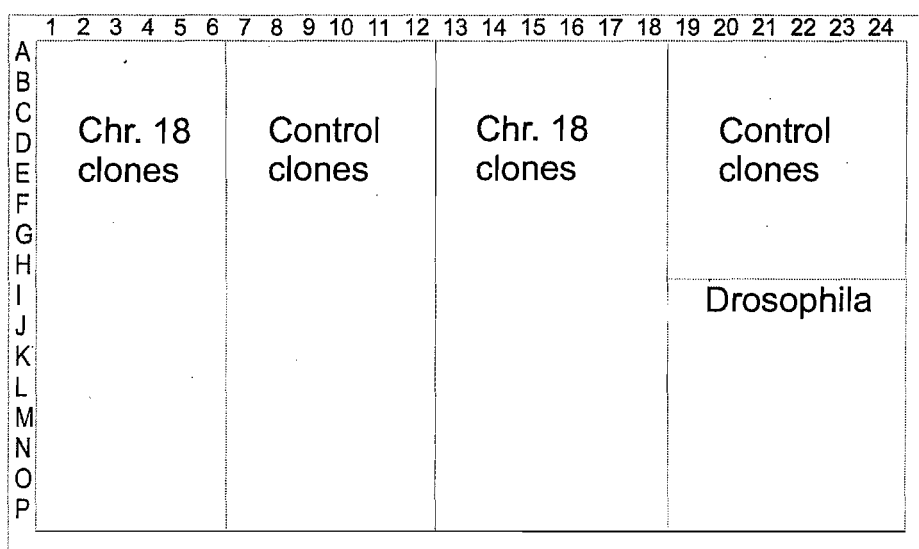 1 2 3 4 5 6 7 8 9 10 11 12 13 14 15 16 17 18 19 20 21 22 23 24
A
B
C
D
E
F
G
H
I
J
K
L
M
N
O
P
Chr. 18
clones
Control
clones
Chr. 18
clones
Control
clones
Drosophila